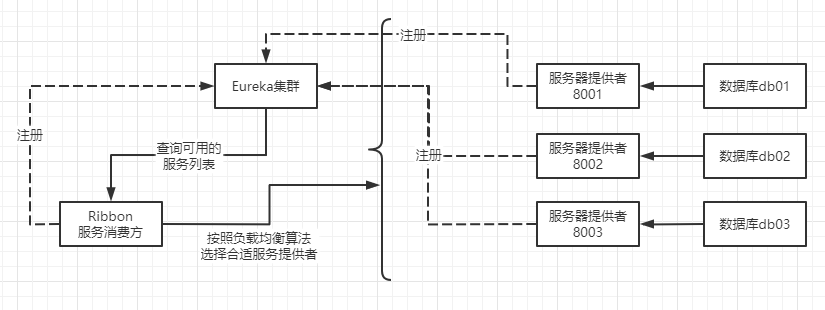 注册
Eureka集群
服务器提供者
8001
数据库db01
注册
查询可用的
服务列表
注册
服务器提供者
8002
数据库db02
Ribbon
服务消费方
按照负载均衡算法
选择合适服务提供者
服务器提供者
8003
数据库db03